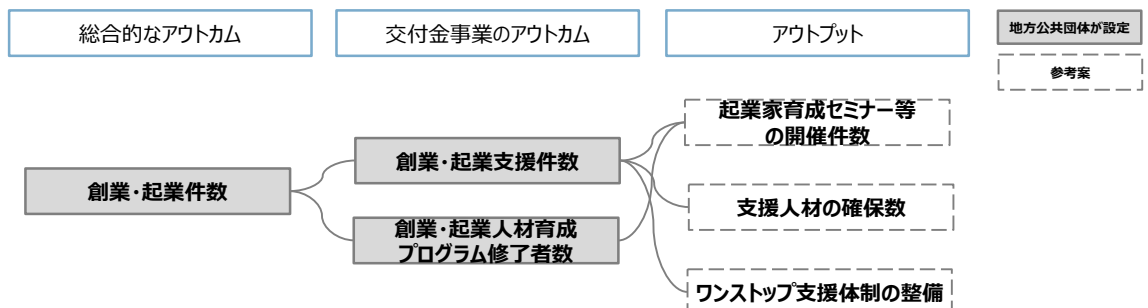 総合的なアウトカム
交付金事業のアウトカム
アウトプット
地方公共団体が設定
参考案
創業・起業件数
創業・起業支援件数
創業・起業人材育成
プログラム修了者数
起業家育成セミナー等
の開催件数
支援人材の確保数
ワンストップ支援体制の整備